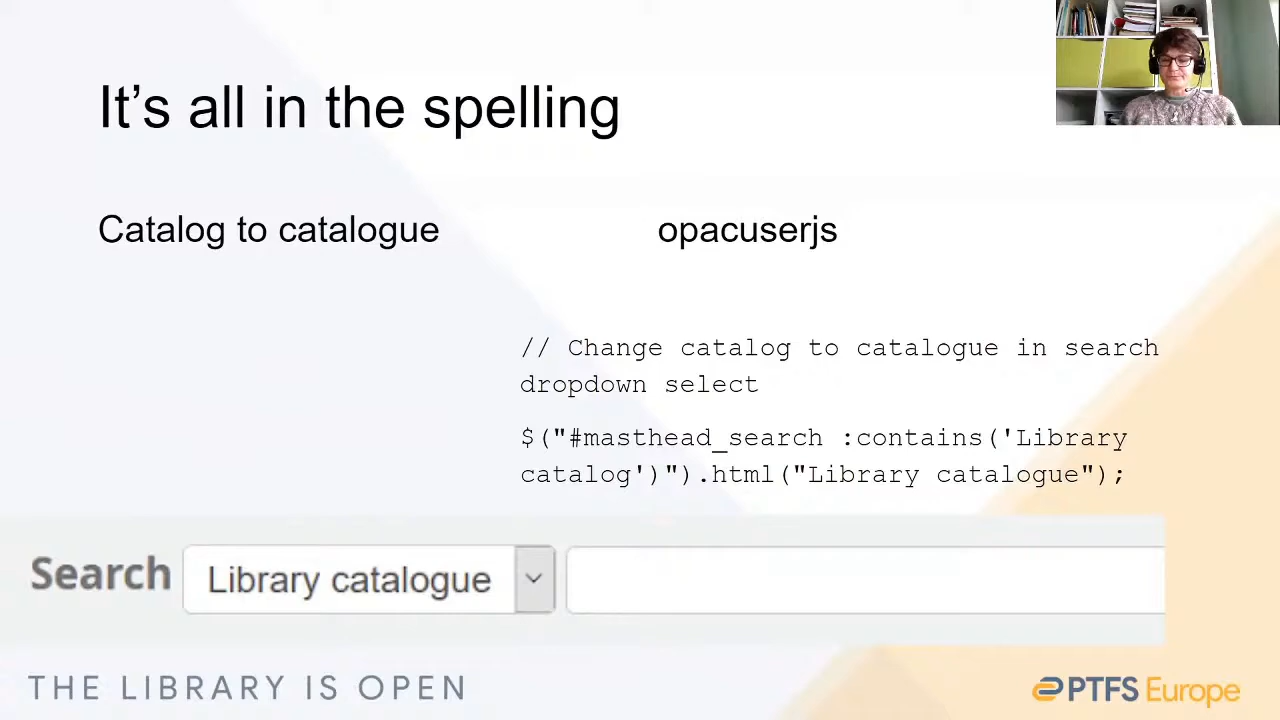 It’s all in the spelling
Catalog to catalogue
opacuserjs
// Change catalog to catalogue in search
dropdown select
$("#masthead_search :contains('Library
catalog')").html("Library catalogue");
Search Library catalogue
THE LIBRARY IS OPEN
PTFS Europe